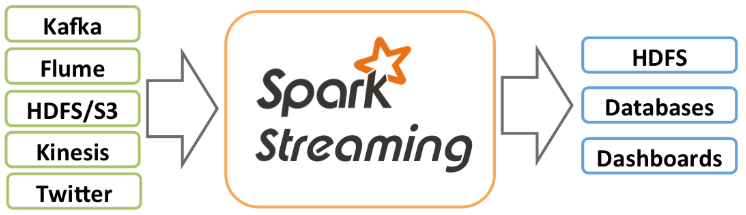 Kafka
Flume
HDFS/S3
Kinesis
Twitter
Spark
Streaming
HDFS
Databases
Dashboards